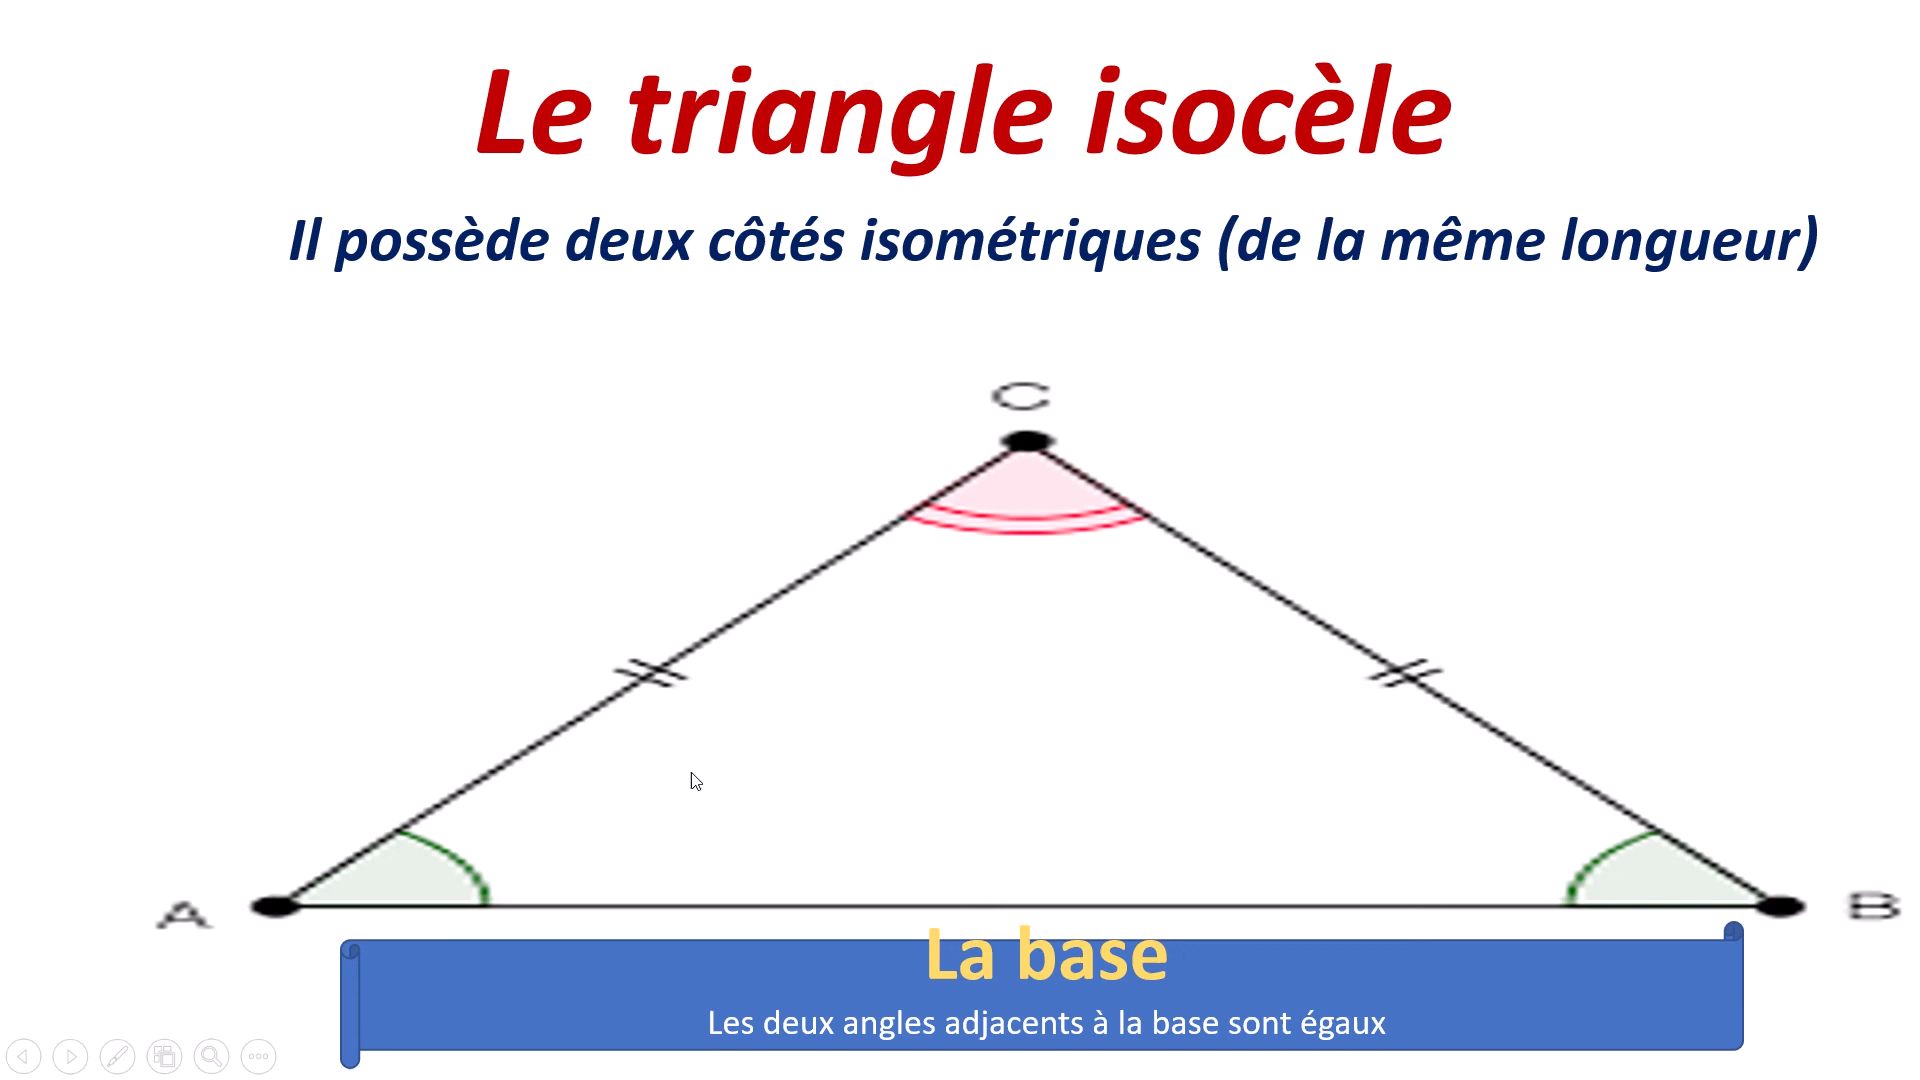 Le triangle isocèle
Il possède deux côtés isométriques (de la même longueur)
C
A
B
La base
Les deux angles adjacents à la base sont égaux